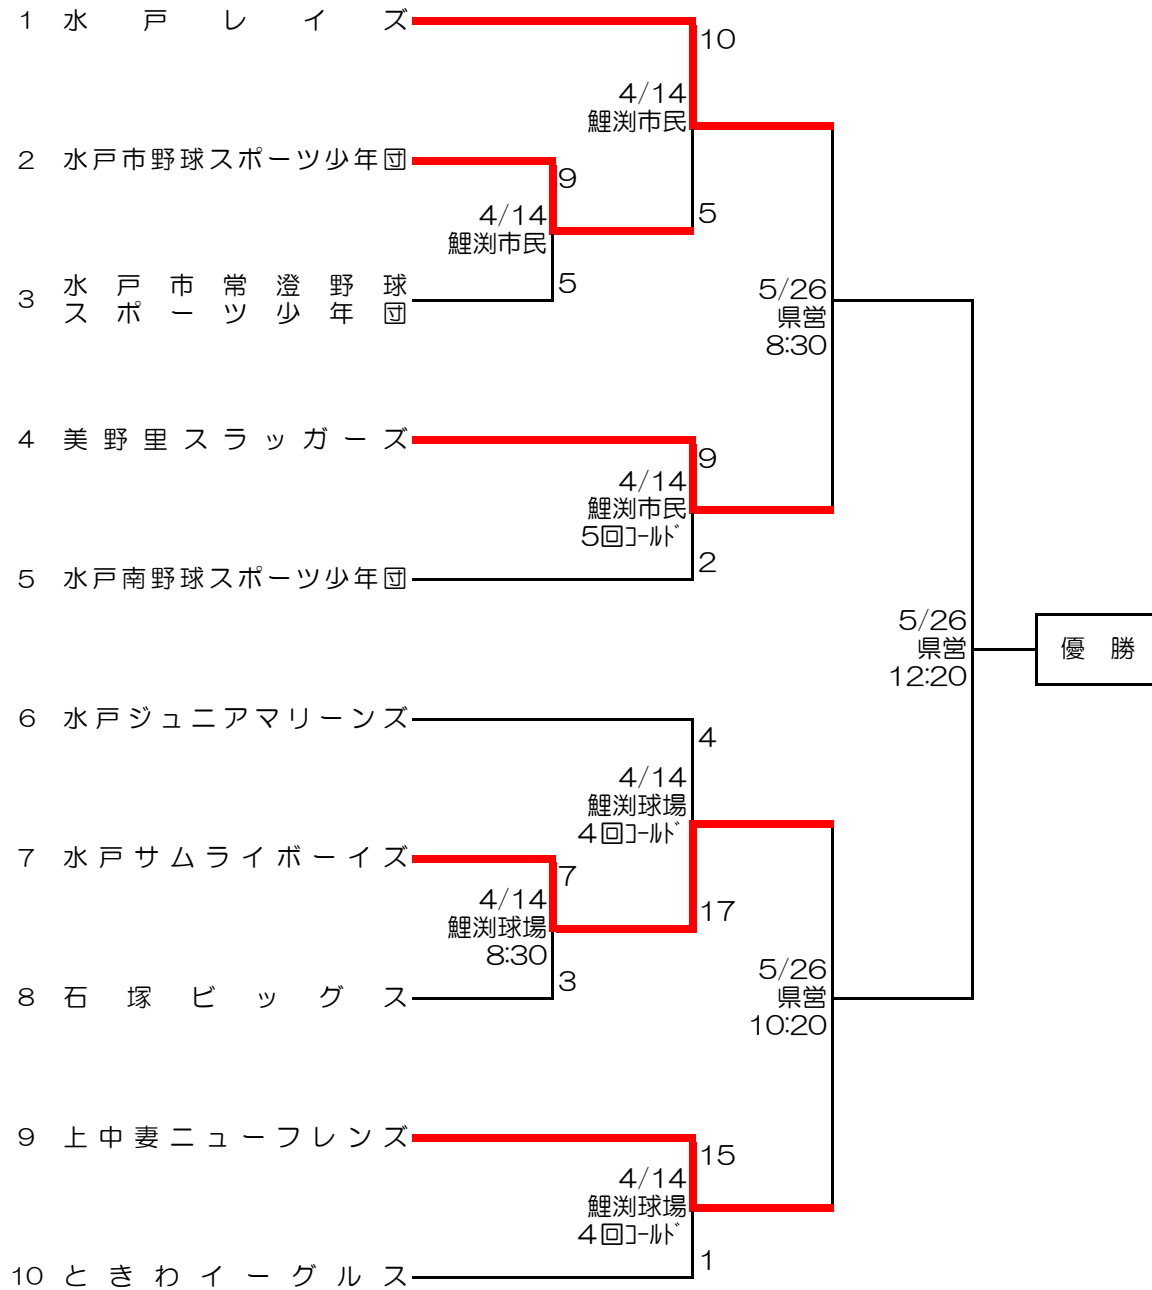 1 水戸レイズ
10
4/14
鯉渕市民
2 水戸市野球スポーツ少年団
9
4/14
鯉渕市民
5
3 水戸市常澄野球
スポーツ少年団
5
5/26
県営
8:30
4 美野里スラッガーズ
9
4/14
鯉渕市民
5回ｺｰﾙﾄﾞ
2
5 水戸南野球スポーツ少年団
5/26
県営
12:20
優勝
6 水戸ジュニアマリーンズ
4
4/14
鯉渕球場
4回ｺｰﾙﾄﾞ
7 水戸サムライボーイズ
7
4/14
鯉渕球場
8:30
17
3
8 石塚ビッグス
5/26
県営
10:20
9 上中妻ニューフレンズ
15
4/14
鯉渕球場
4回ｺｰﾙﾄﾞ
1
10 ときわイーグルス